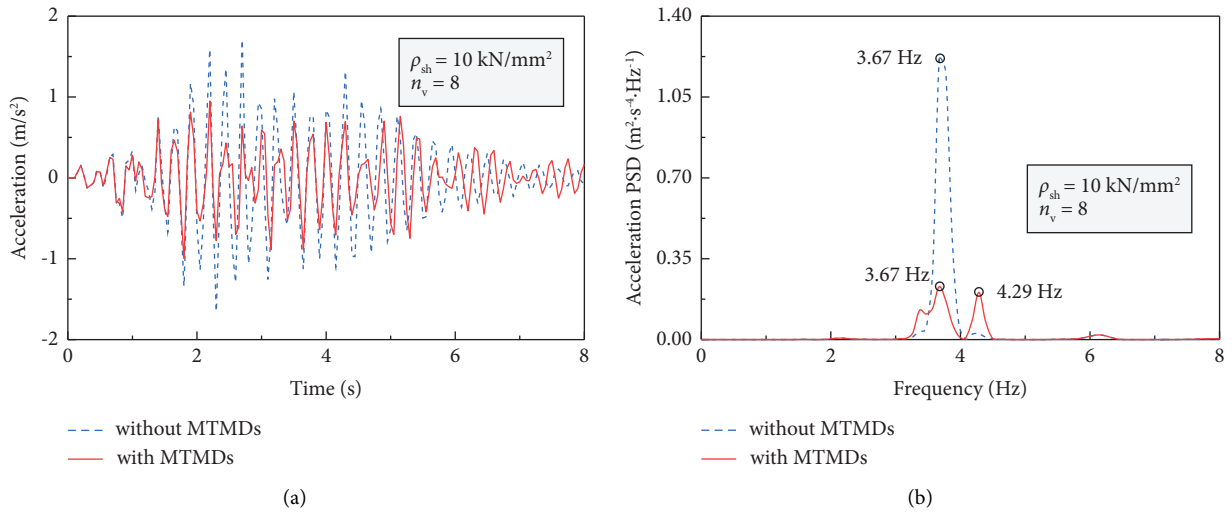 2
1
0
-1
-2
Acceleration (m/s²)
ρsh = 10 kN/mm²
nv = 8
0 2 4 6 8
Time (s)
without MTMDs
with MTMDs
(a)
1.40
1.05
0.70
0.35
0.00
Acceleration PSD (m²·s⁻⁴·Hz⁻¹)
3.67 Hz
ρsh = 10 kN/mm²
nv = 8
3.67 Hz
4.29 Hz
0 2 4 6 8
Frequency (Hz)
without MTMDs
with MTMDs
(b)